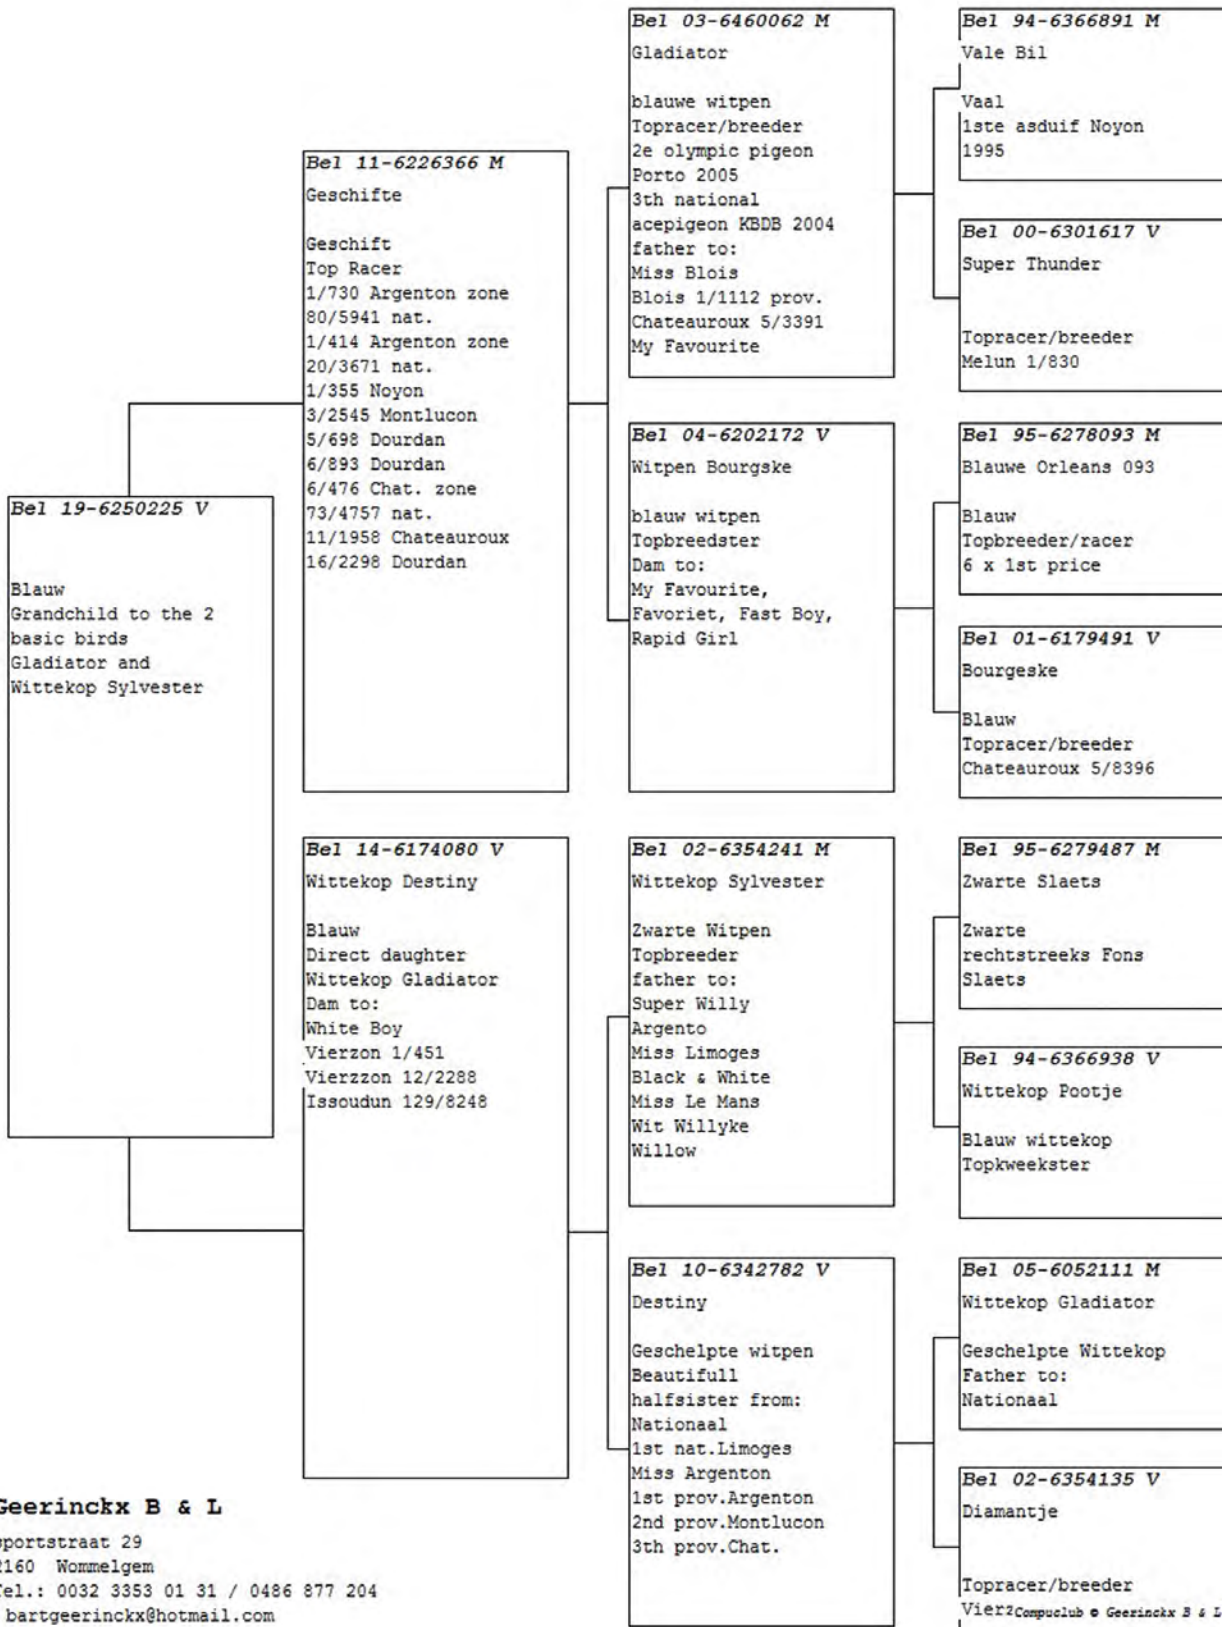 Bel 19-6250225 V
Blauw
Grandchild to the 2
basic birds
Gladiator and
Wittekop Sylvester
Bel 11-6226366 M
Geschifte
Geschift
Top Racer
1/730 Argenton zone
80/5941 nat.
1/414 Argenton zone
20/3671 nat.
1/355 Noyon
3/2545 Montlucon
5/698 Dourdan
6/893 Dourdan
6/476 Chat. zone
73/4757 nat.
11/1958 Chateauroux
16/2298 Dourdan
Bel 14-6174080 V
Wittekop Destiny
Blauw
Direct daughter
Wittekop Gladiator
Dam to:
White Boy
Vierzon 1/451
Vierzzon 12/2288
Issoudun 129/8248
Bel 03-6460062 M
Gladiator
blauwe witpen
Topracer/breeder
2e olympic pigeon
Porto 2005
3th national
acepigeon KBDB 2004
father to:
Miss Blois
Blois 1/1112 prov.
Chateauroux 5/3391
My Favourite
Bel 04-6202172 V
Witpen Bourgske
blauw witpen
Topbreedster
Dam to:
My Favourite,
Favoriet, Fast Boy,
Rapid Girl
Bel 02-6354241 M
Wittekop Sylvester
Zwarte Witpen
Topbreeder
father to:
Super Willy
Argento
Miss Limoges
Black & White
Miss Le Mans
Wit Willyke
Willow
Bel 10-6342782 V
Destiny
Geschelpte witpen
Beautifull
halfsister from:
Nationaal
1st nat.Limoges
Miss Argenton
1st prov.Argenton
2nd prov.Montlucon
3th prov.Chat.
Bel 94-6366891 M
Vale Bil
Vaal
1ste asduif Noyon
1995
Bel 00-6301617 V
Super Thunder
Topracer/breeder
Melun 1/830
Bel 95-6278093 M
Blauwe Orleans 093
Blauw
Topbreeder/racer
6 x 1st price
Bel 01-6179491 V
Bourgeske
Blauw
Topracer/breeder
Chateauroux 5/8396
Bel 95-6279487 M
Zwarte Slaets
Zwarte
rechtstreeks Fons
Slaets
Bel 94-6366938 V
Wittekop Pootje
Blauw wittekop
Topkweekster
Bel 05-6052111 M
Wittekop Gladiator
Geschelpte Wittekop
Father to:
Nationaal
Bel 02-6354135 V
Diamantje
Topracer/breeder
Vierz
Compuclub © Geerinckx B & L
Geerinckx B & L
sportstraat 29
2160 Wommelgem
Tel.: 0032 3353 01 31 / 0486 877 204
bartgeerinckx@hotmail.com